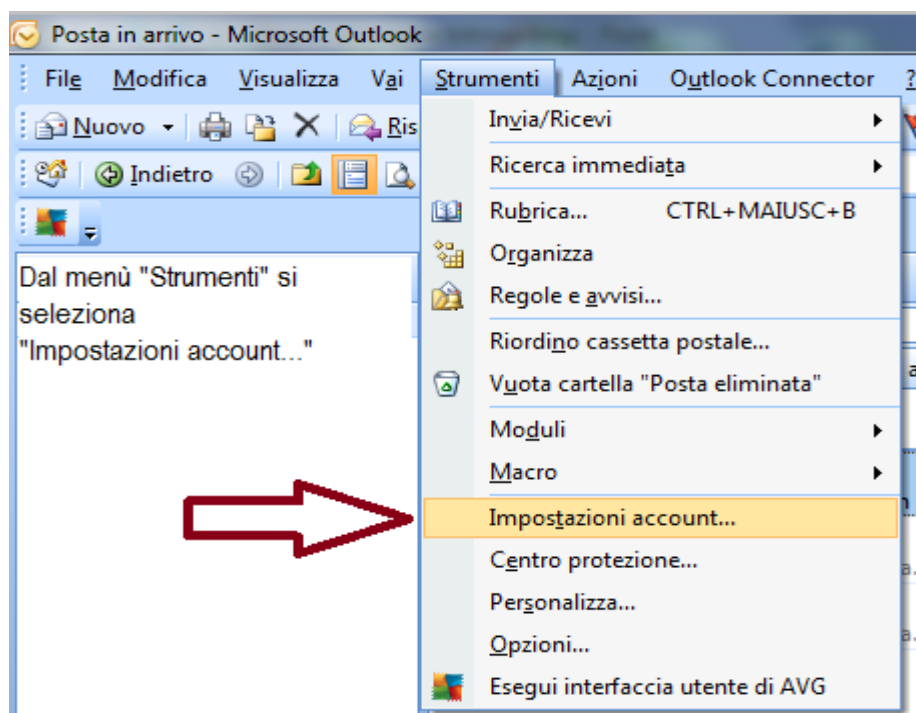 Posta in arrivo - Microsoft Outlook
File Modifica Visualizza Vai Strumenti Azioni Outlook Connector ?
Nuovo Ris
Indietro
Invia/Ricevi
Ricerca immediata
Rubrica... CTRL+MAIUSC+B
Organizza
Regole e avvisi...
Riordino cassetta postale...
Vuota cartella "Posta eliminata"
Moduli
Macro
Impostazioni account...
Centro protezione...
Personalizza...
Opzioni...
Esegui interfaccia utente di AVG
Dal menù "Strumenti" si
seleziona
"Impostazioni account..."